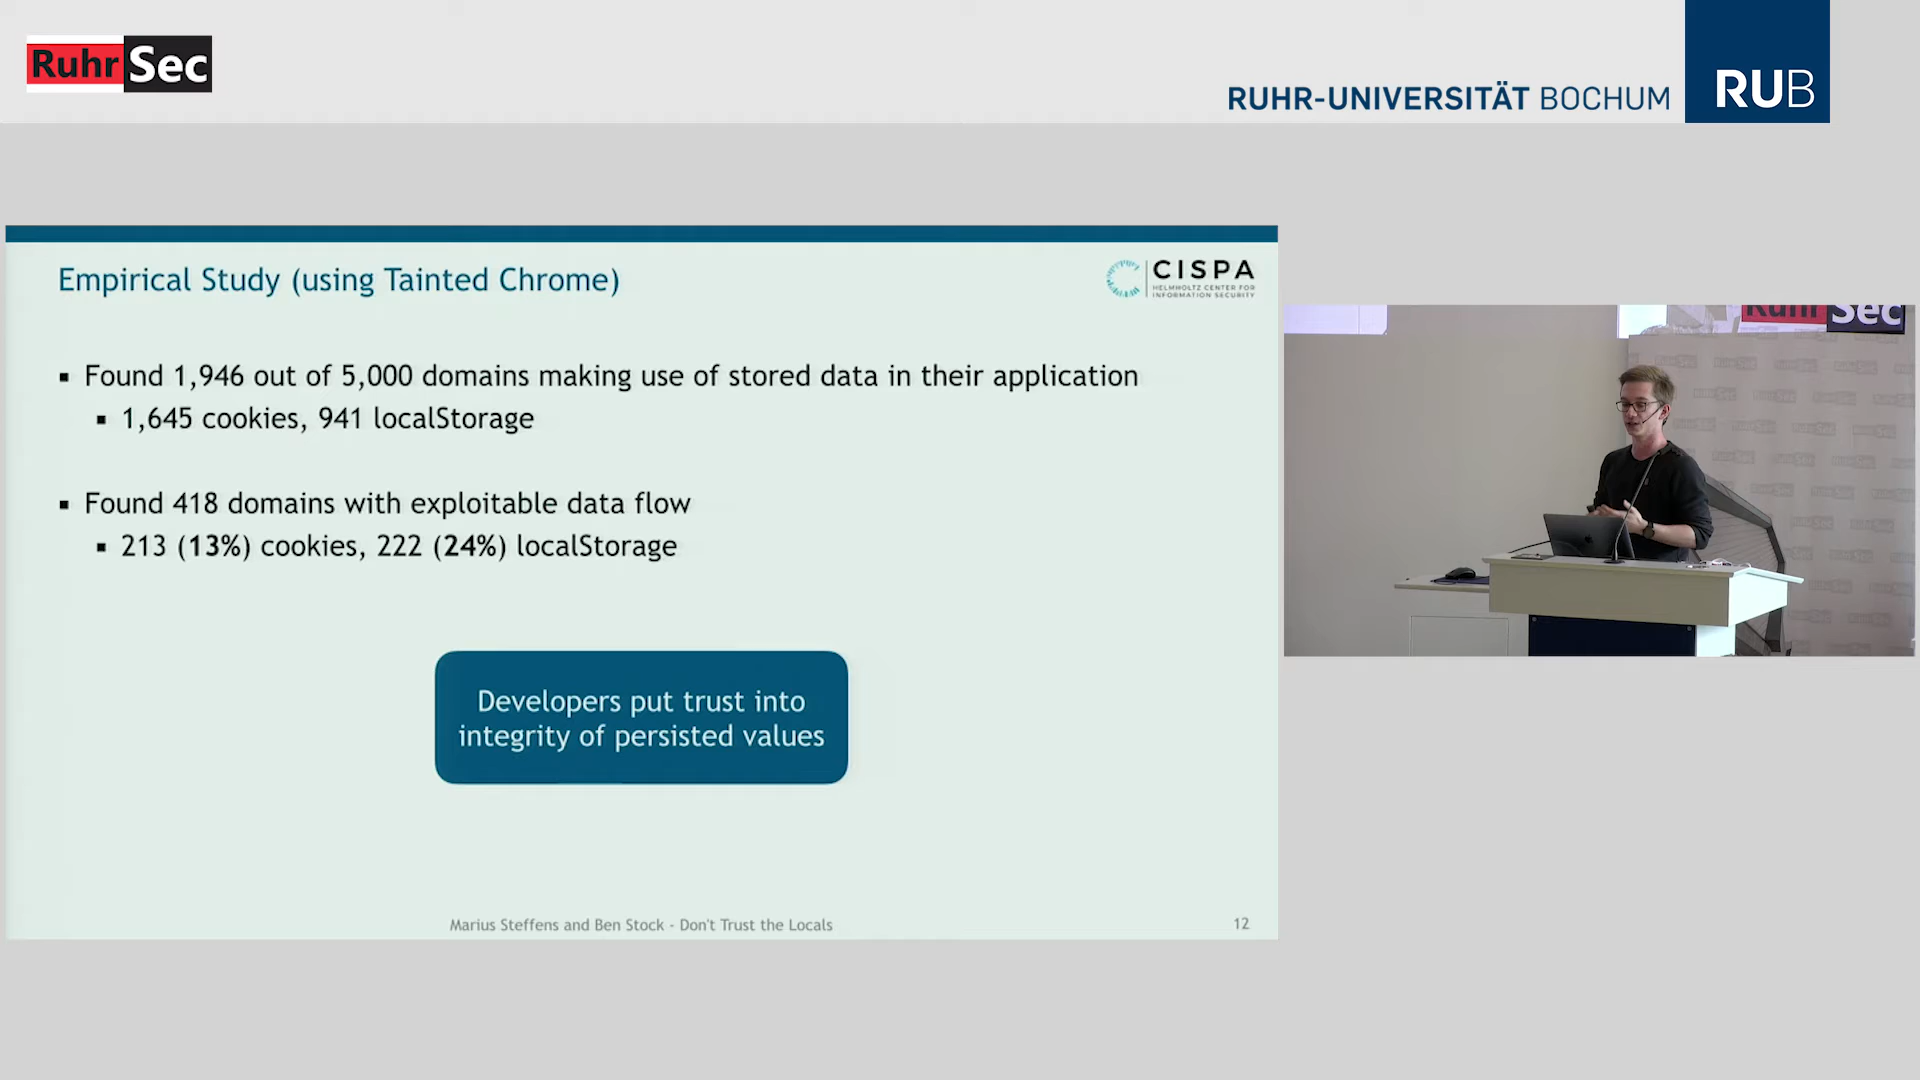 RuhrSec
RUHR-UNIVERSITÄT BOCHUM
RUB
Empirical Study (using Tainted Chrome)
CISPA
HELMHOLTZ CENTER FOR
INFORMATION SECURITY
▪ Found 1,946 out of 5,000 domains making use of stored data in their application
▪ 1,645 cookies, 941 localStorage
▪ Found 418 domains with exploitable data flow
▪ 213 (13%) cookies, 222 (24%) localStorage
Developers put trust into
integrity of persisted values
Marius Steffens and Ben Stock - Don't Trust the Locals
12
RuhrSec